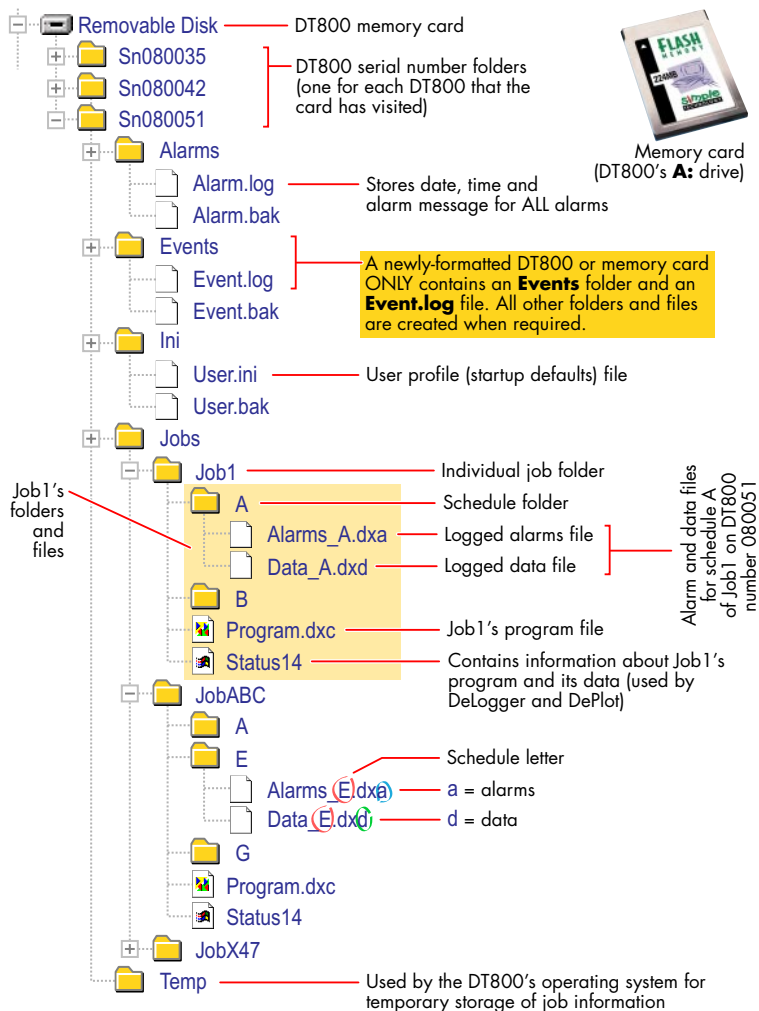 Removable Disk
DT800 memory card
Sn080035
Sn080042
Sn080051
DT800 serial number folders
(one for each DT800 that the
card has visited)
FLASH
MEMORY
224MB
Simple
TECHNOLOGY
Memory card
(DT800's A: drive)
Alarms
Alarm.log
Stores date, time and
alarm message for ALL alarms
Alarm.bak
Events
Event.log
Event.bak
A newly-formatted DT800 or memory card
ONLY contains an Events folder and an
Event.log file. All other folders and files
are created when required.
Ini
User.ini
User profile (startup defaults) file
User.bak
Jobs
Job1
Individual job folder
Job1's
folders
and
files
A
Schedule folder
Alarms_A.dxa
Logged alarms file
Data_A.dxd
Logged data file
Alarm and data files
for schedule A
of Job1 on DT800
number 080051
B
Program.dxc
Job1's program file
Status14
Contains information about Job1's
program and its data (used by
DeLogger and DePlot)
JobABC
A
E
Schedule letter
Alarms_E.dxa
a = alarms
Data_E.dxd
d = data
G
Program.dxc
Status14
JobX47
Temp
Used by the DT800's operating system for
temporary storage of job information